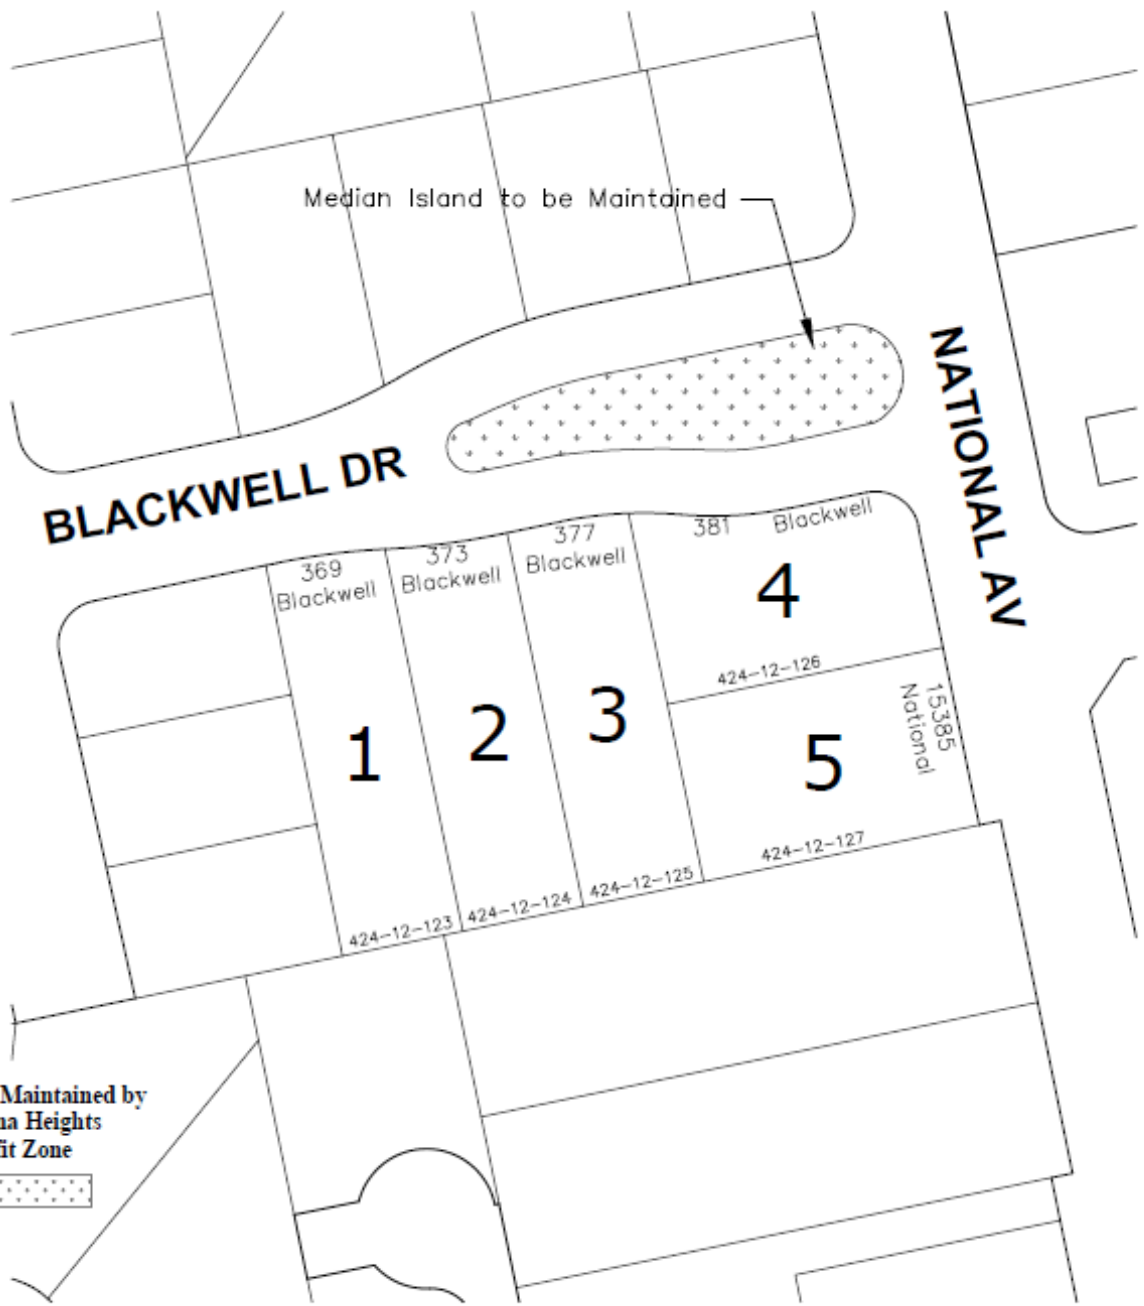 Median Island to be Maintained
NATIONAL AV
BLACKWELL DR
369
Blackwell
373
Blackwell
377
Blackwell
381 Blackwell
4
424-12-126
15385
National
1
2
3
5
424-12-127
424-12-125
424-12-124
424-12-123
Maintained by
na Heights
fit Zone